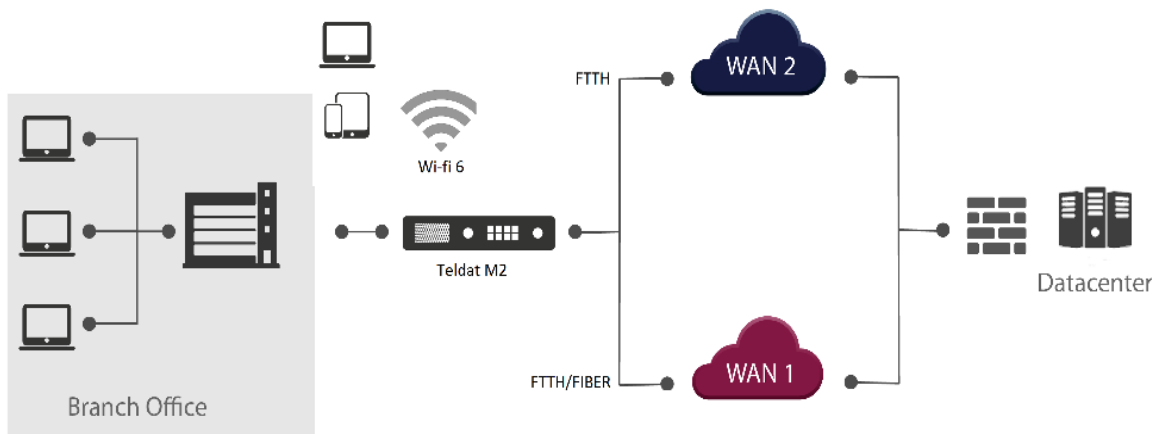 WAN 2
FTTH
Wi-fi 6
Teldat M2
Datacenter
WAN 1
FTTH/FIBER
Branch Office